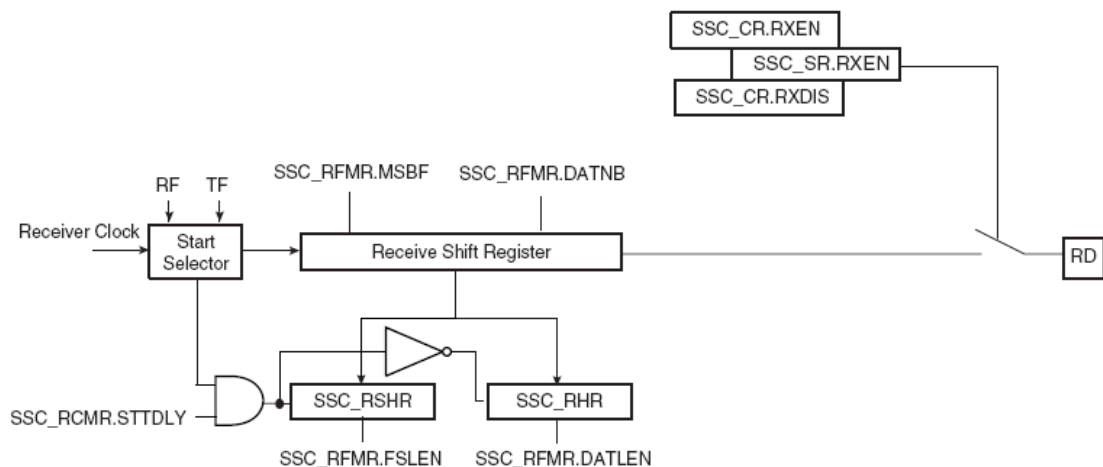 SSC_CR.RXEN
SSC_SR.RXEN
SSC_CR.RXDIS
SSC_RFMR.MSBF
SSC_RFMR.DATNB
RF
TF
Receiver Clock
Start
Selector
Receive Shift Register
RD
SSC_RSHR
SSC_RHR
SSC_RCMR.STTDLY
SSC_RFMR.FSLEN
SSC_RFMR.DATLEN